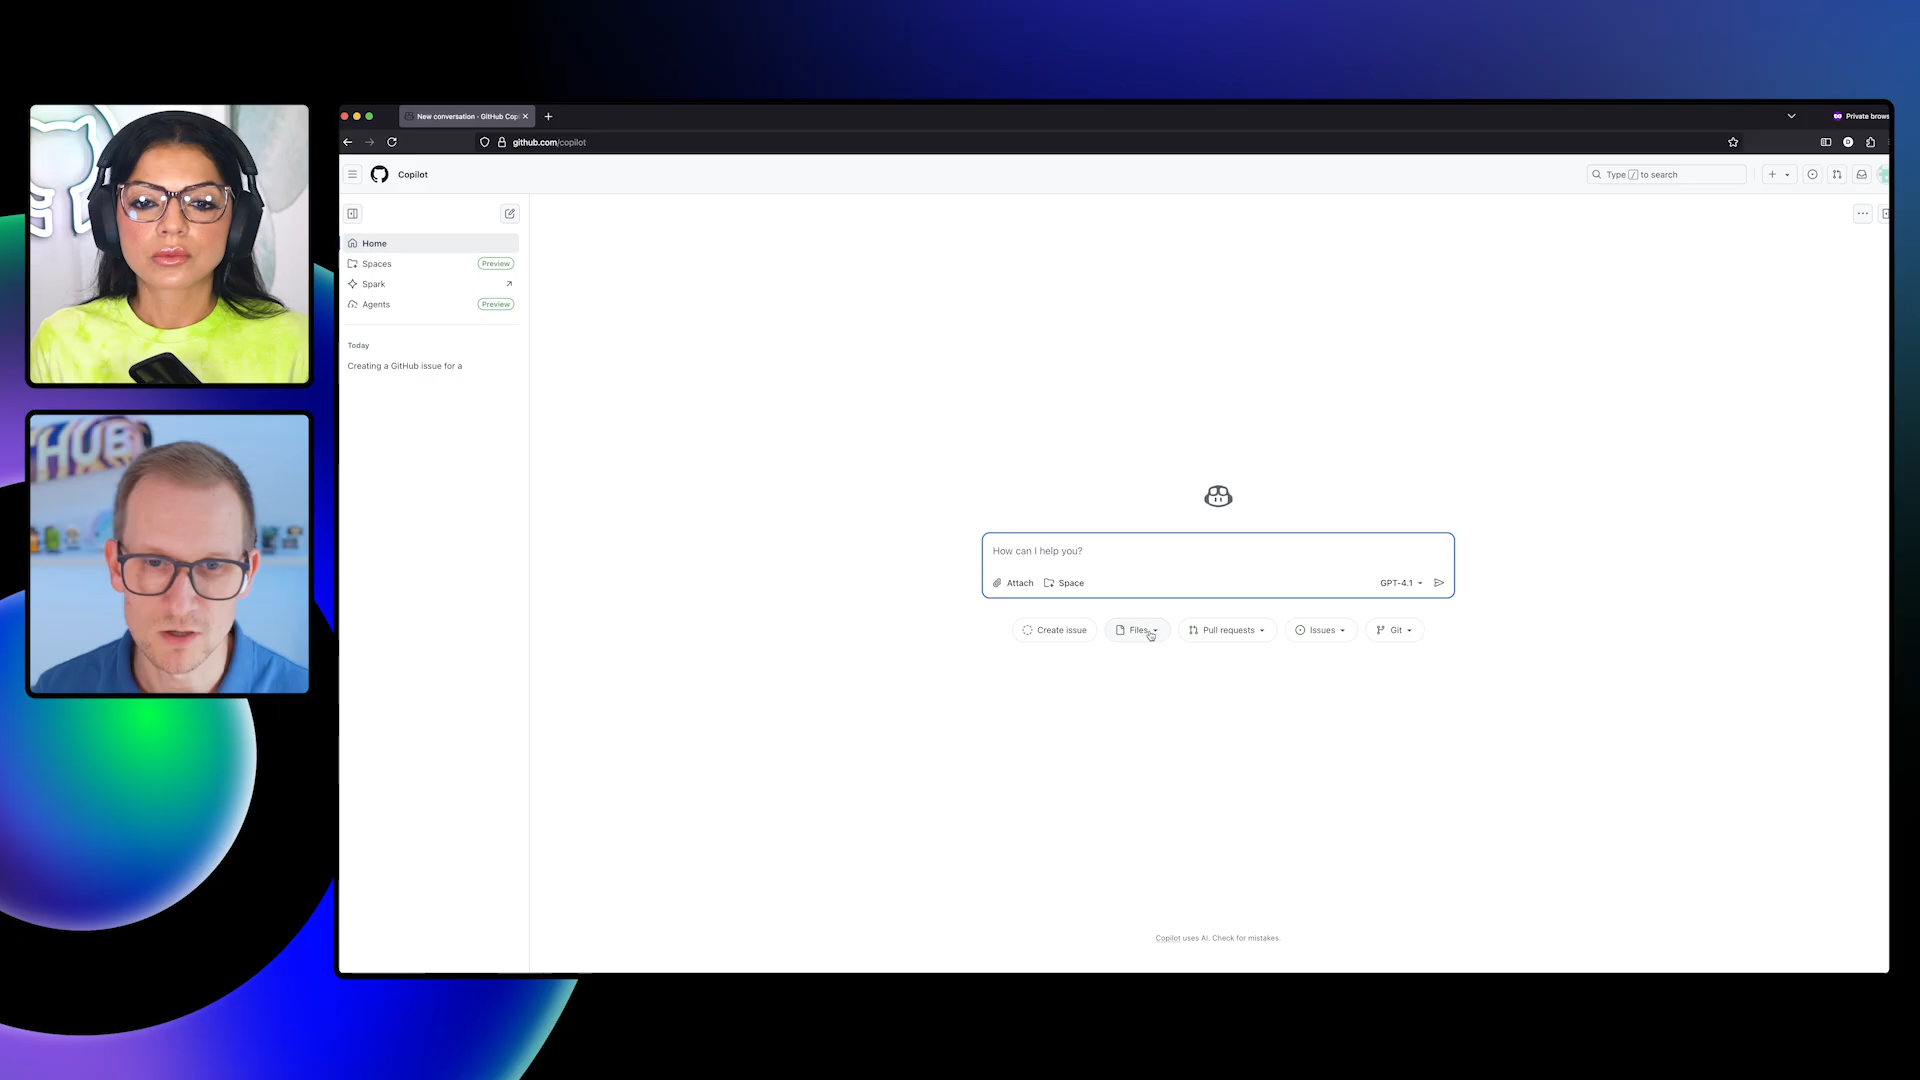 HUB
New conversation · GitHub Cop
Private brows
github.com/copilot
Copilot
Type / to search
Home
Spaces
Preview
Spark
Agents
Preview
Today
Creating a GitHub issue for a
How can I help you?
Attach
Space
GPT-4.1
Create issue
Files
Pull requests
Issues
Git
Copilot uses AI. Check for mistakes.